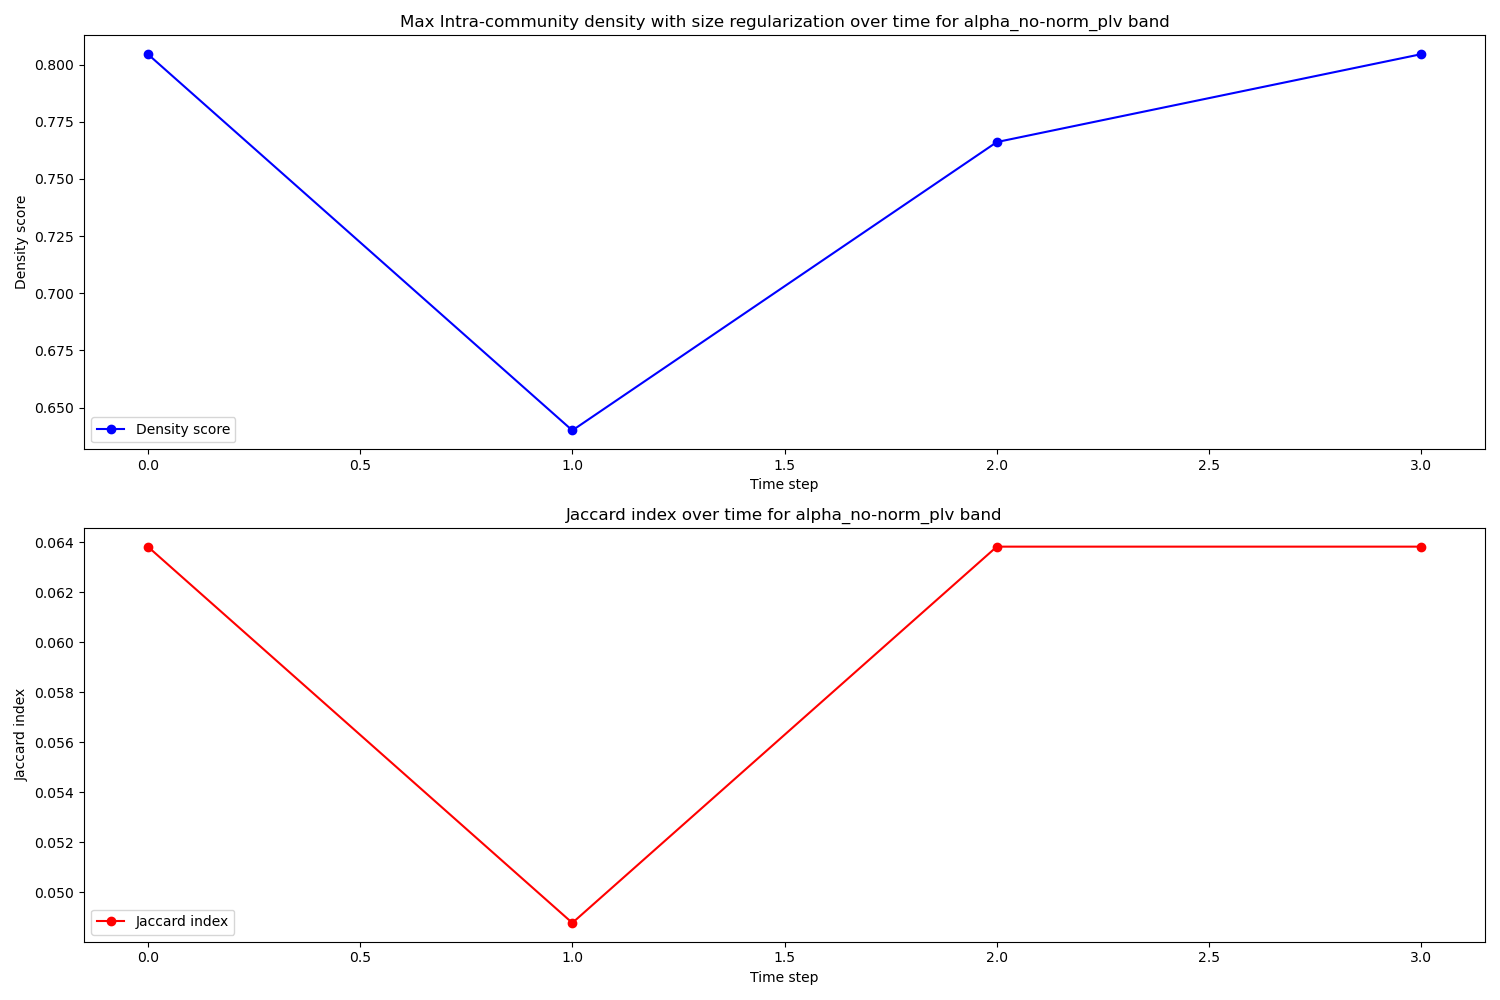 Max Intra-community density with size regularization over time for alpha_no-norm_plv band
Density score
0.800
0.775
0.750
0.725
0.700
0.675
0.650
Density score
0.0 0.5 1.0 1.5 2.0 2.5 3.0
Time step
Jaccard index over time for alpha_no-norm_plv band
Jaccard index
0.064
0.062
0.060
0.058
0.056
0.054
0.052
0.050
Jaccard index
0.0 0.5 1.0 1.5 2.0 2.5 3.0
Time step